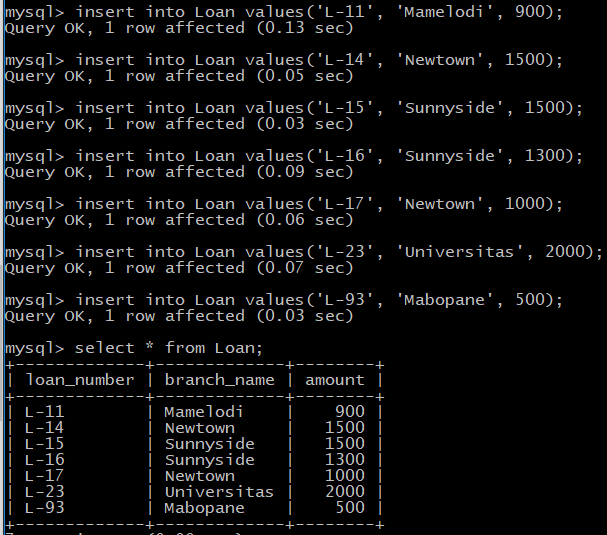 mysql> insert into Loan values('L-11', 'Mamelodi', 900);
Query OK, 1 row affected (0.13 sec)
mysql> insert into Loan values('L-14', 'Newtown', 1500);
Query OK, 1 row affected (0.05 sec)
mysql> insert into Loan values('L-15', 'Sunnyside', 1500);
Query OK, 1 row affected (0.03 sec)
mysql> insert into Loan values('L-16', 'Sunnyside', 1300);
Query OK, 1 row affected (0.09 sec)
mysql> insert into Loan values('L-17', 'Newtown', 1000);
Query OK, 1 row affected (0.06 sec)
mysql> insert into Loan values('L-23', 'Universitas', 2000);
Query OK, 1 row affected (0.07 sec)
mysql> insert into Loan values('L-93', 'Mabopane', 500);
Query OK, 1 row affected (0.03 sec)
mysql> select * from Loan;
+-------------+-------------+--------+
| loan_number | branch_name | amount |
+-------------+-------------+--------+
| L-11        | Mamelodi    |    900 |
| L-14        | Newtown     |   1500 |
| L-15        | Sunnyside   |   1500 |
| L-16        | Sunnyside   |   1300 |
| L-17        | Newtown     |   1000 |
| L-23        | Universitas |   2000 |
| L-93        | Mabopane    |    500 |
+-------------+-------------+--------+